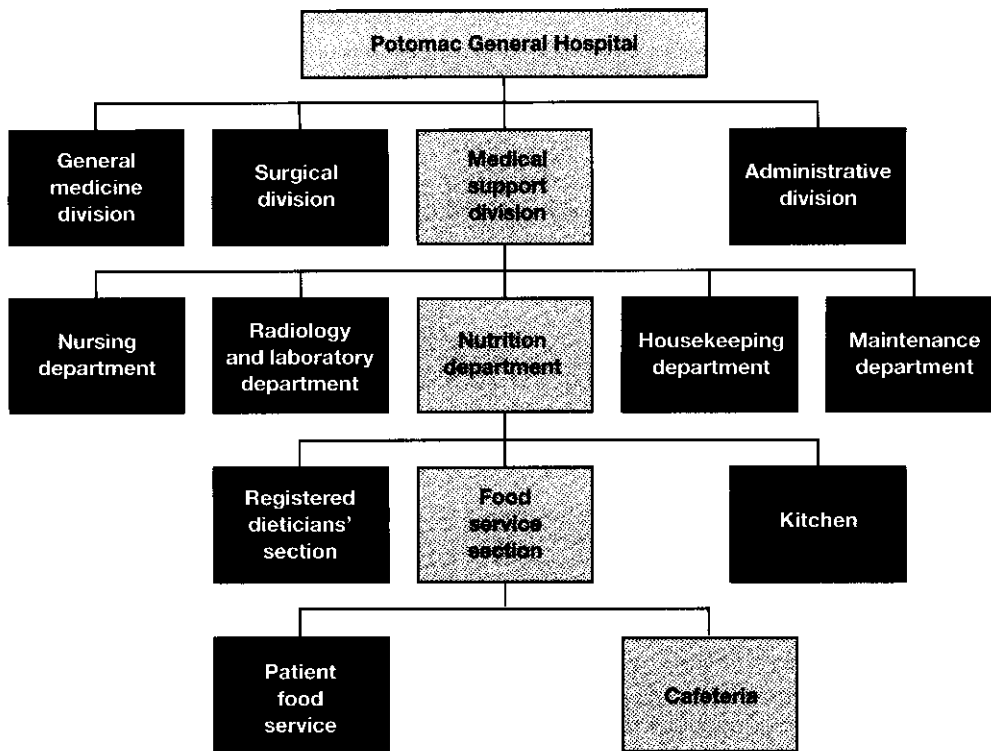 Potomac General Hospital
General
medicine
division
Surgical
division
Medical
support
division
Administrative
division
Nursing
department
Radiology
and laboratory
department
Nutrition
department
Housekeeping
department
Maintenance
department
Registered
dieticians'
section
Food
service
section
Kitchen
Patient
food
service
Cafeteria